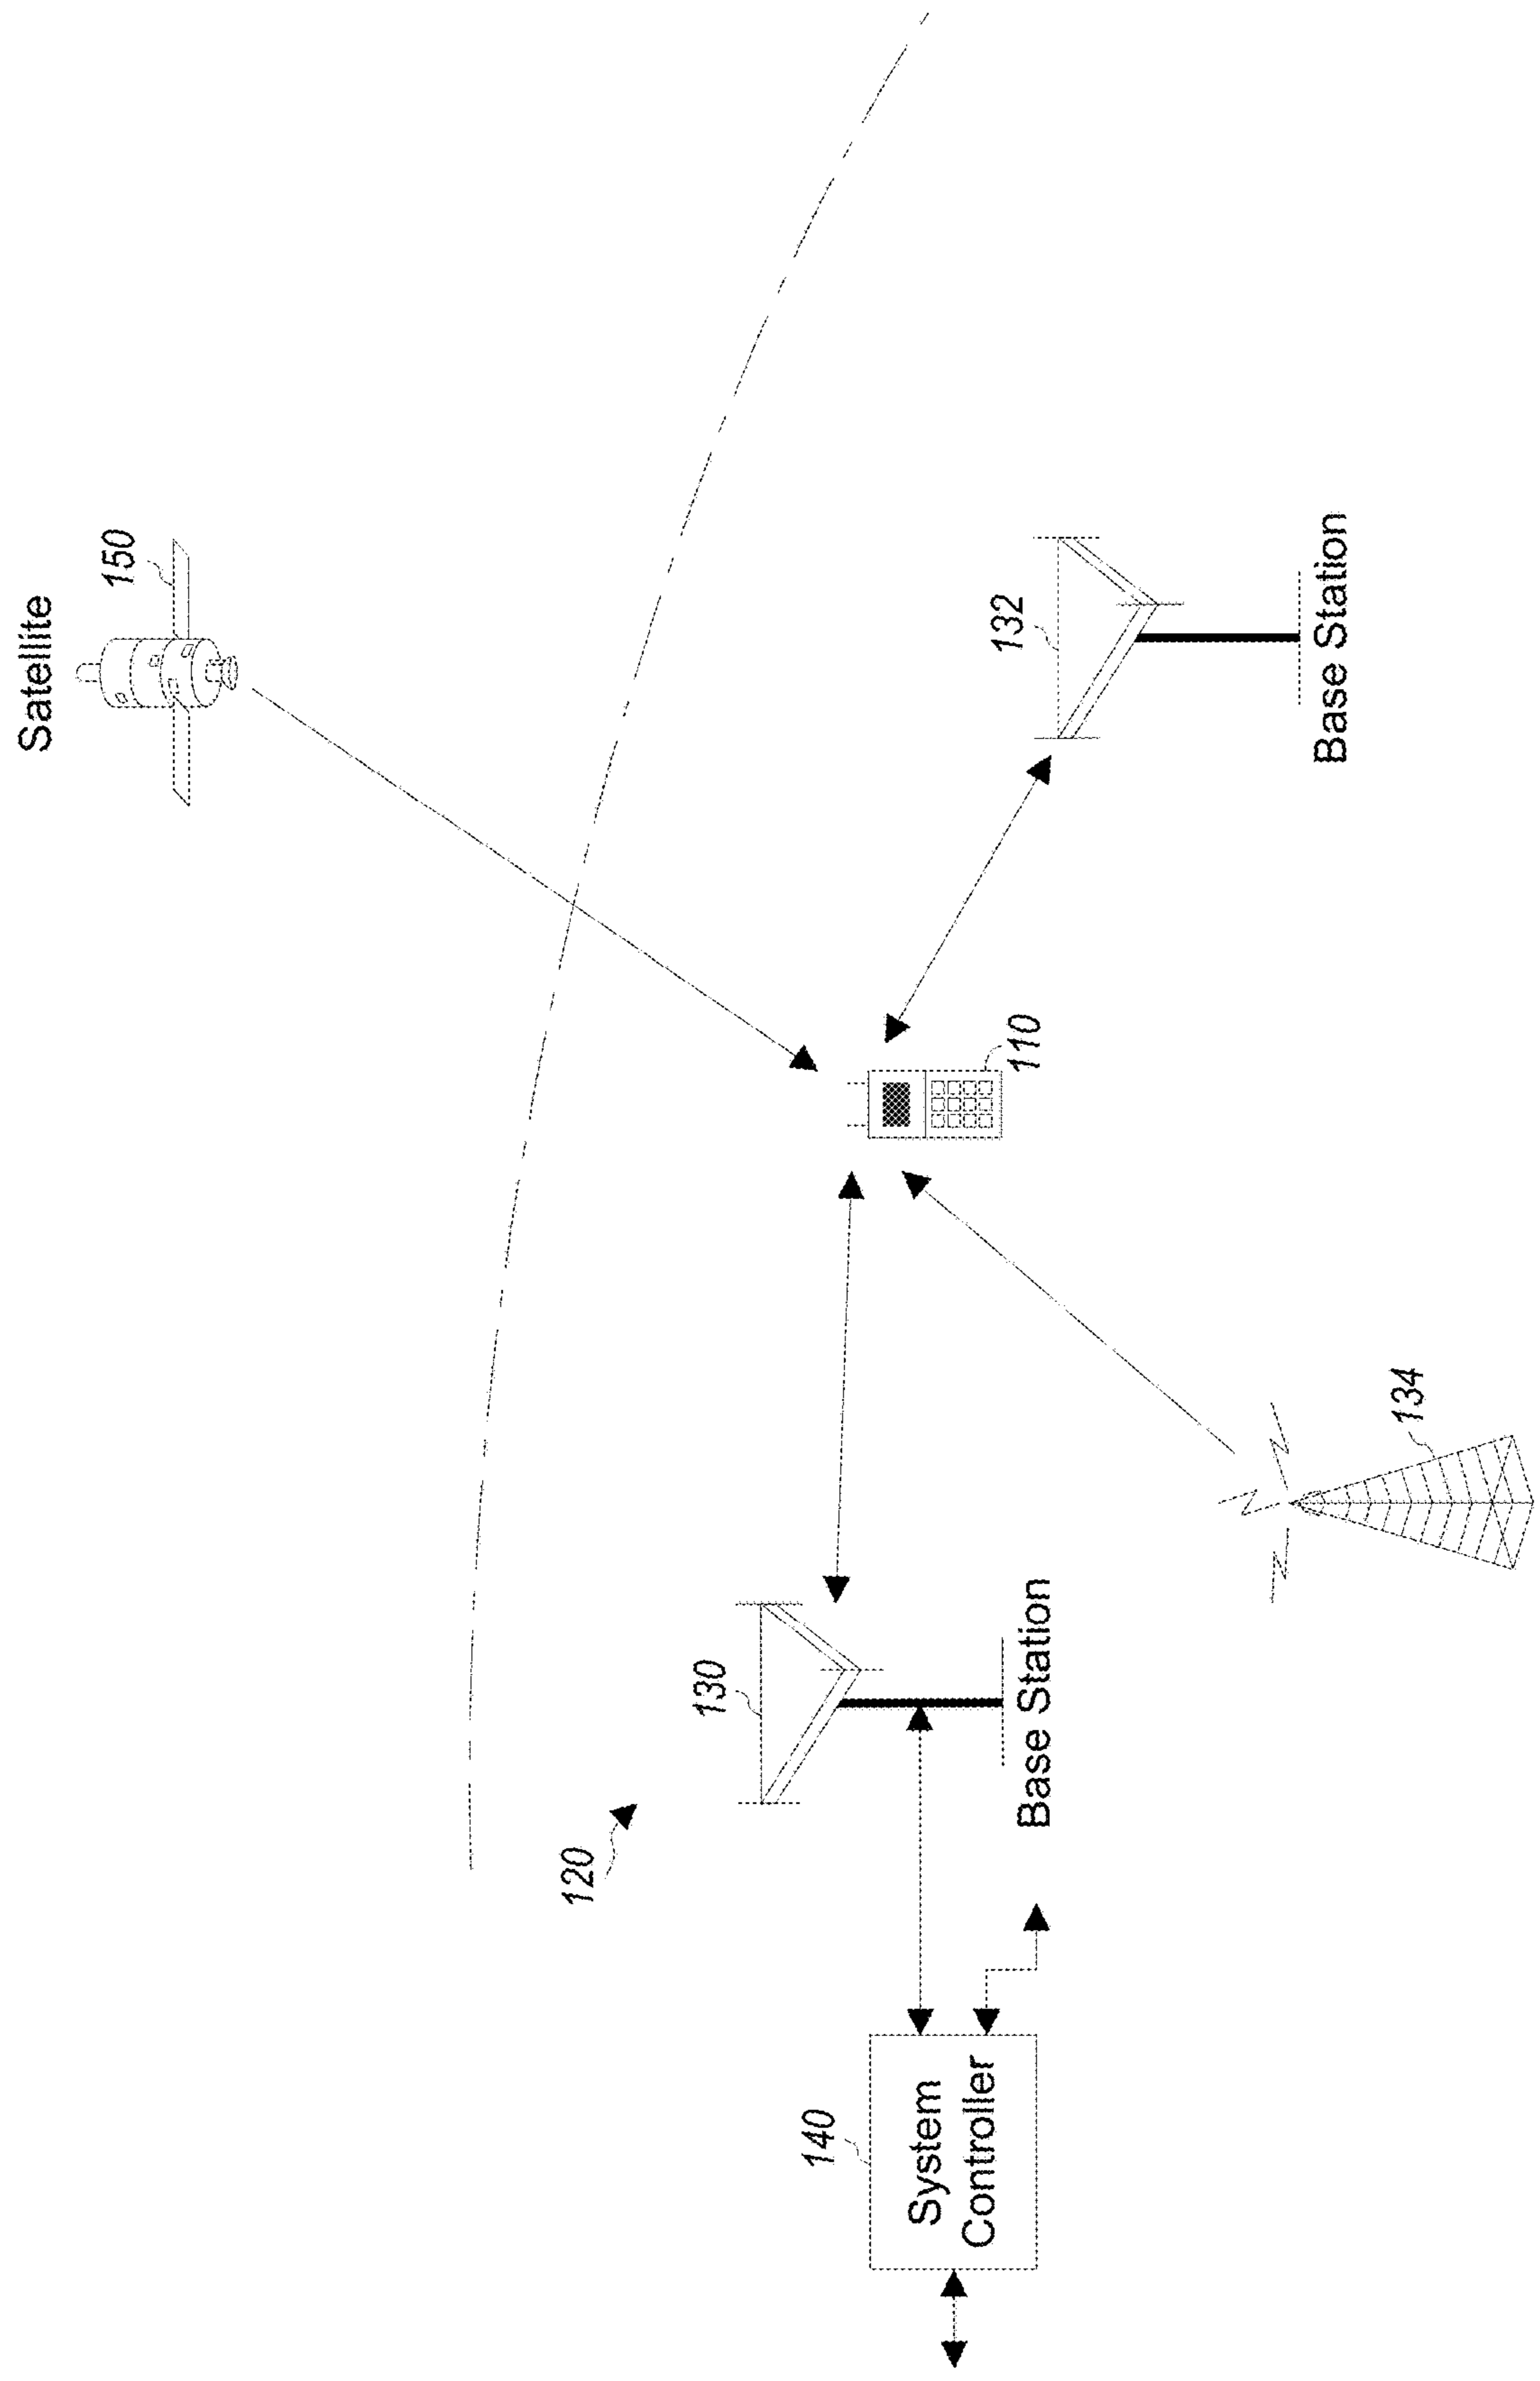 Satellite
150
120
130
132
110
140
System
Controller
Base Station
Base Station
134